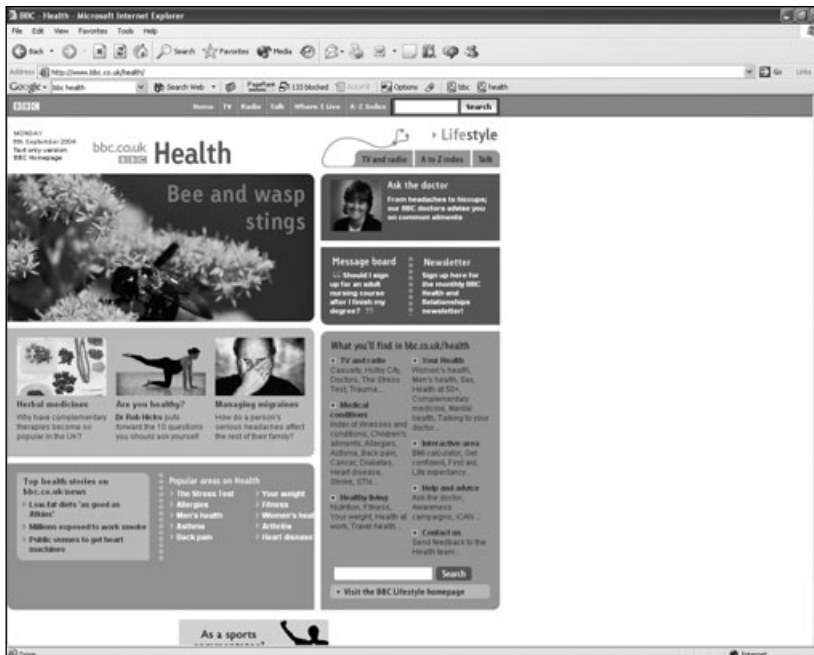 BBC - Health - Microsoft Internet Explorer
File Edit View Favorites Tools Help
Back Search Favorites Media
Address http://www.bbc.co.uk/health/ Go Links
Google bbc health Search Web PageRank 133 blocked AutoFill Options bbc health
BBC Home TV Radio Talk Where I Live A-Z Index Search
MONDAY
September 2004
Text only version
BBC Homepage
bbc.co.uk
BBC
Health
Lifestyle
TV and radio A to Z index Talk
Bee and wasp
stings
Ask the doctor
From headaches to hiccups;
our BBC doctors advise you
on common ailments
Message board
Should I sign
up for an adult
nursing course
after I finish my
degree?
Newsletter
Sign up here for
the monthly BBC
Health and
Relationships
newsletter!
Herbal medicines
Why have complementary
therapies become so
popular in the UK?
Are you healthy?
Dr Rob Hicks puts
forward the 10 questions
you should ask yourself
Managing migraines
How do a person's
serious headaches affect
the rest of their family?
What you'll find in bbc.co.uk/health
TV and radio
Casualty, Holby City,
Doctors, The Stress
Test, Trauma...
Medical
conditions
Index of illnesses and
conditions, Children's
ailments, Allergies,
Asthma, Back pain,
Cancer, Diabetes,
Heart disease,
Stroke, STIs...
Healthy living
Nutrition, Fitness,
Your weight, Health at
work, Travel health...
Your Health
Women's health,
Men's health, Sex,
Health at 50+,
Complementary
medicine, Mental
health, Talking to your
doctor...
Interactive area
BMI calculator, Get
confident, First aid,
Life expectancy...
Help and advice
Ask the doctor,
Awareness
campaigns, iCAN...
Contact us
Send feedback to the
Health team...
Search
Visit the BBC Lifestyle homepage
Top health stories on
bbc.co.uk/news
Low-fat diets 'as good as
Atkins'
Millions exposed to work smoke
Public venues to get heart
machines
Popular areas on Health
The Stress Test
Allergies
Men's health
Asthma
Back pain
Your weight
Fitness
Women's heal
Arthritis
Heart disease
As a sports
Done Internet